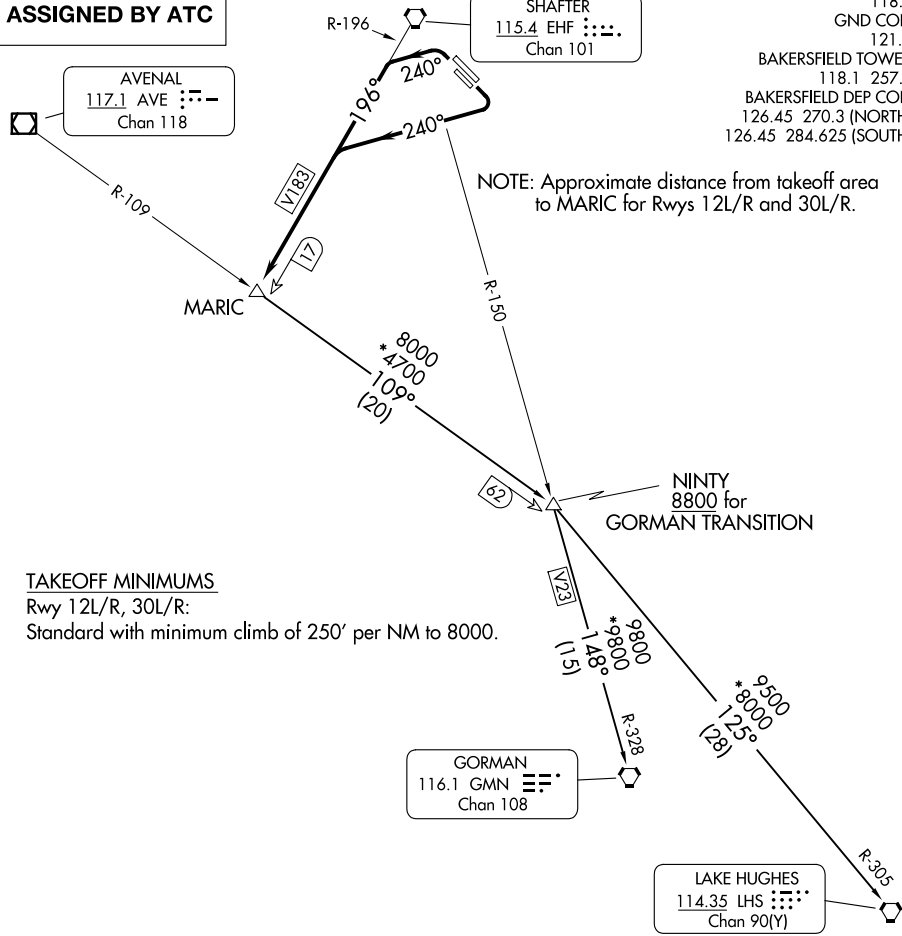 ASSIGNED BY ATC
SHAFTER
115.4 EHF
Chan 101
118.
GND CO
121.
BAKERSFIELD TOWE
118.1 257.
BAKERSFIELD DEP CO
126.45 270.3 (NORTH
126.45 284.625 (SOUTH
AVENAL
117.1 AVE
Chan 118
R-196
240°
196°
240°
R-109
V183
NOTE: Approximate distance from takeoff area
to MARIC for Rwys 12L/R and 30L/R.
17
MARIC
R-150
8000
*4700
109°
(20)
62
NINTY
8800 for
GORMAN TRANSITION
TAKEOFF MINIMUMS
Rwy 12L/R, 30L/R:
Standard with minimum climb of 250' per NM to 8000.
V23
9800
*9800
148°
(15)
9500
*8000
125°
(28)
R-328
GORMAN
116.1 GMN
Chan 108
R-305
LAKE HUGHES
114.35 LHS
Chan 90(Y)